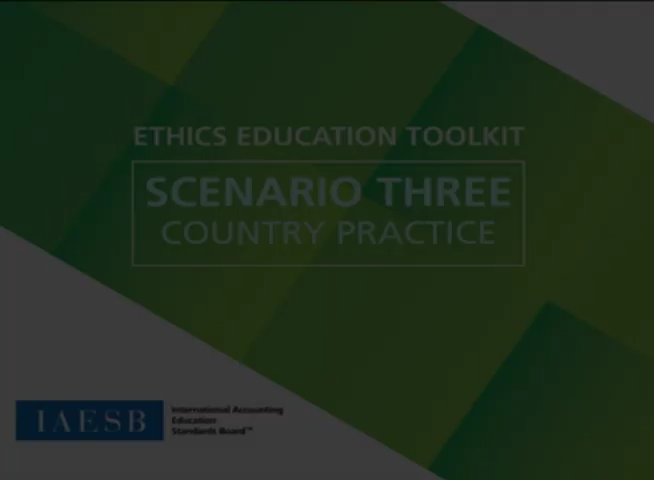 ETHICS EDUCATION TOOLKIT
SCENARIO THREE
COUNTRY PRACTICE
IAESB
International Accounting
Education
Standards Board™